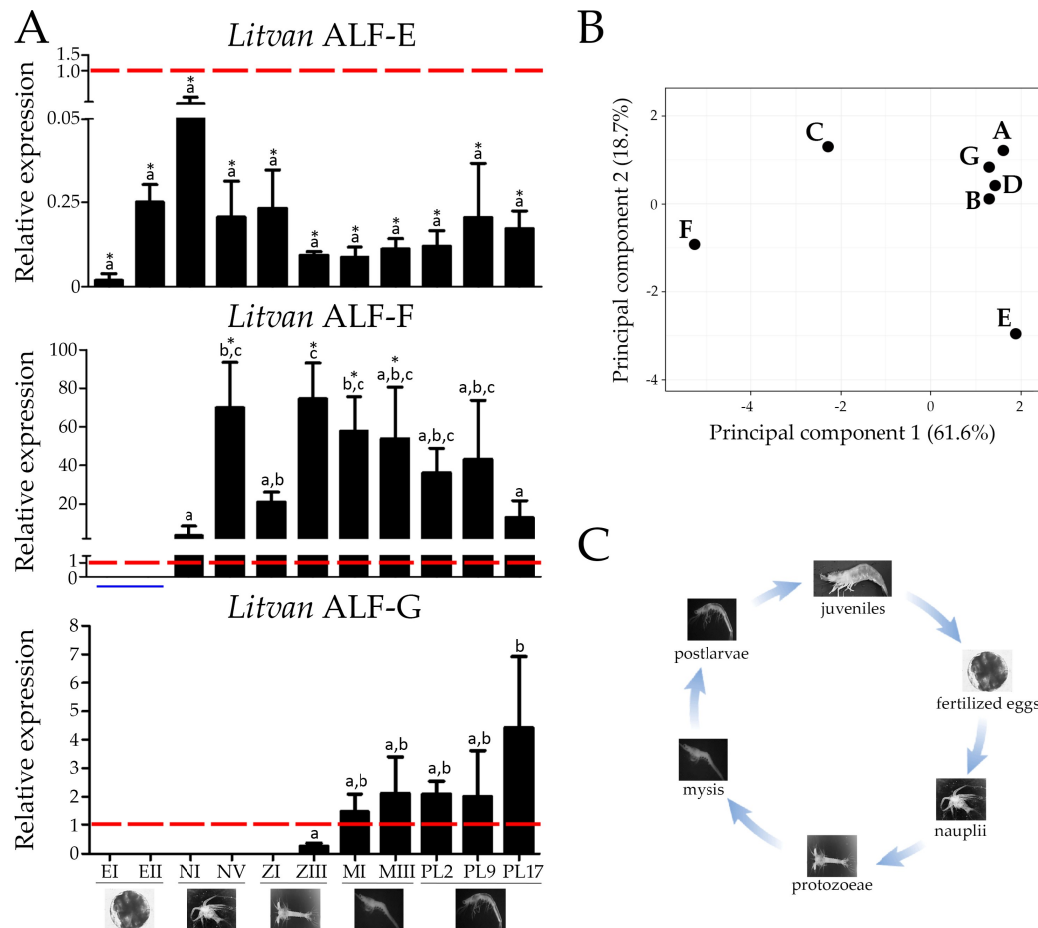 A
Litvan ALF-E
Relative expression
1.5
1.0
0.05
0.25
0
*
a
*
a
*
a
*
a
*
a
*
a
*
a
*
a
*
a
*
a
*
a
Litvan ALF-F
Relative expression
100
80
60
40
20
1
0
a
*
b,c
a,b
*
c
*
b,c
*
a,b,c
a,b,c
a,b,c
a
Litvan ALF-G
Relative expression
8
7
6
5
4
3
2
1
0
a
a,b
a,b
a,b
a,b
b
EI EII NI NV ZI ZIII MI MIII PL2 PL9 PL17
B
Principal component 2 (18.7%)
2
0
-2
-4
C
A
G
D
B
F
E
-4 -2 0 2
Principal component 1 (61.6%)
C
juveniles
fertilized eggs
nauplii
protozoeae
mysis
postlarvae